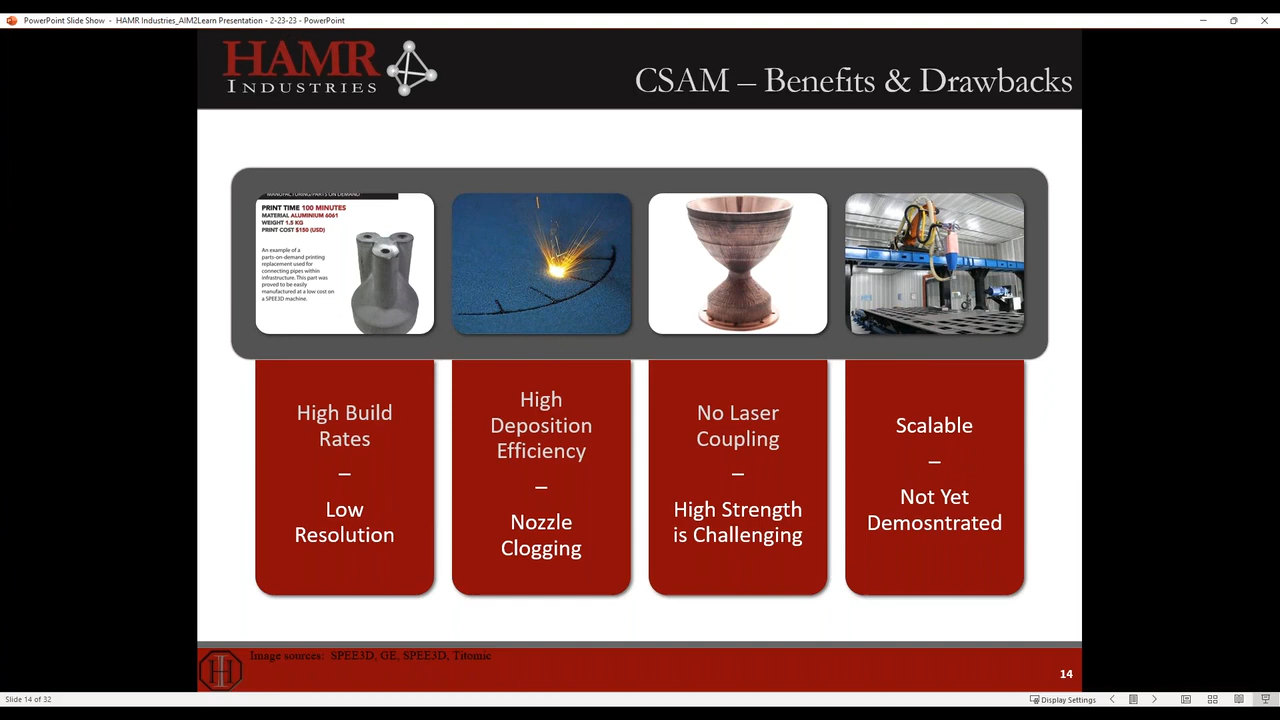 PowerPoint Slide Show - HAMR Industries_AIM2Learn Presentation - 2-23-23 - PowerPoint
HAMR
INDUSTRIES
CSAM – Benefits & Drawbacks
MANUFACTURING/PARTS ON DEMAND
PRINT TIME 100 MINUTES
MATERIAL ALUMINIUM 6061
WEIGHT 1.5 KG
PRINT COST $150 (USD)
An example of a
parts-on-demand printing
replacement used for
connecting pipes within
infrastructure. This part was
proved to be easily
manufactured at a low cost on
a SPEE3D machine.
High Build
Rates
–
Low
Resolution
High
Deposition
Efficiency
–
Nozzle
Clogging
No Laser
Coupling
–
High Strength
is Challenging
Scalable
–
Not Yet
Demosntrated
Image sources: SPEE3D, GE, SPEE3D, Titomic
H
14
Slide 14 of 32
Display Settings